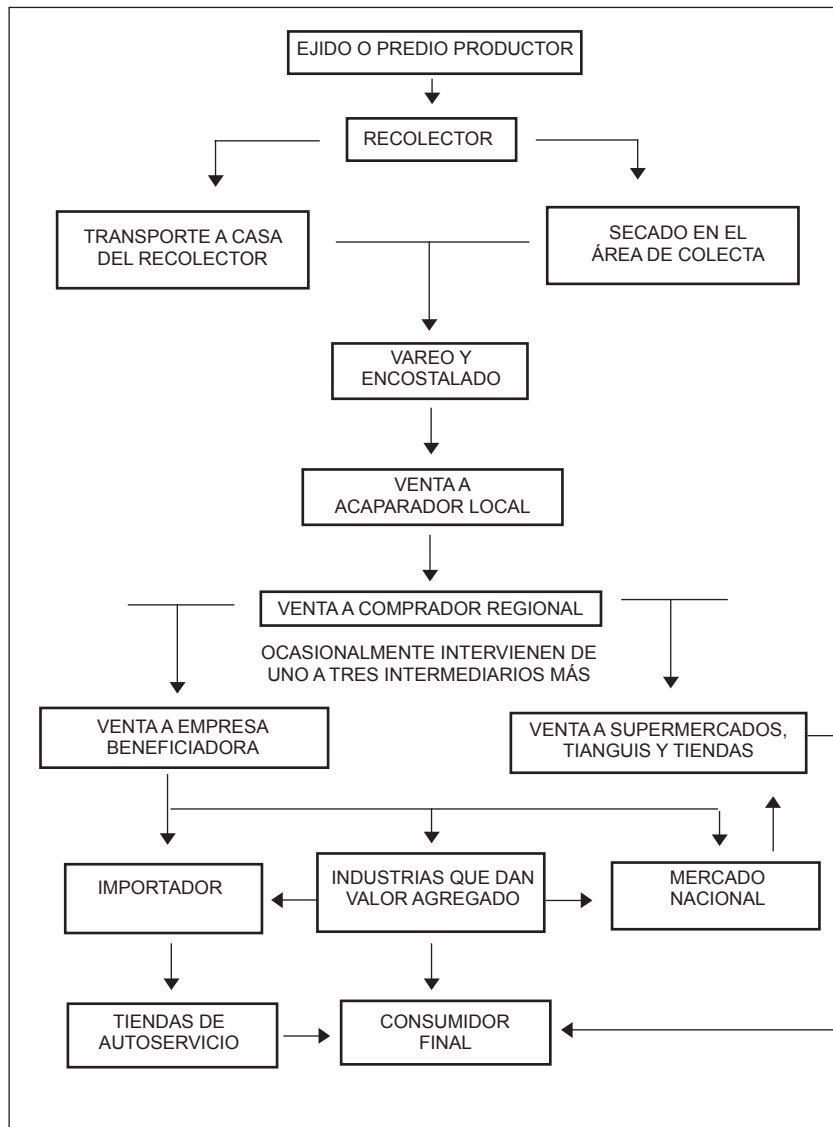 EJIDO O PREDIO PRODUCTOR
RECOLECTOR
TRANSPORTE A CASA
DEL RECOLECTOR
SECADO EN EL
ÁREA DE COLECTA
VAREO Y
ENCOSTALADO
VENTA A
ACAPARADOR LOCAL
VENTA A COMPRADOR REGIONAL
OCASIONALMENTE INTERVIENEN DE
UNO A TRES INTERMEDIARIOS MÁS
VENTA A EMPRESA
BENEFICIADORA
VENTA A SUPERMERCADOS,
TIANGUIS Y TIENDAS
IMPORTADOR
INDUSTRIAS QUE DAN
VALOR AGREGADO
MERCADO
NACIONAL
TIENDAS DE
AUTOSERVICIO
CONSUMIDOR
FINAL